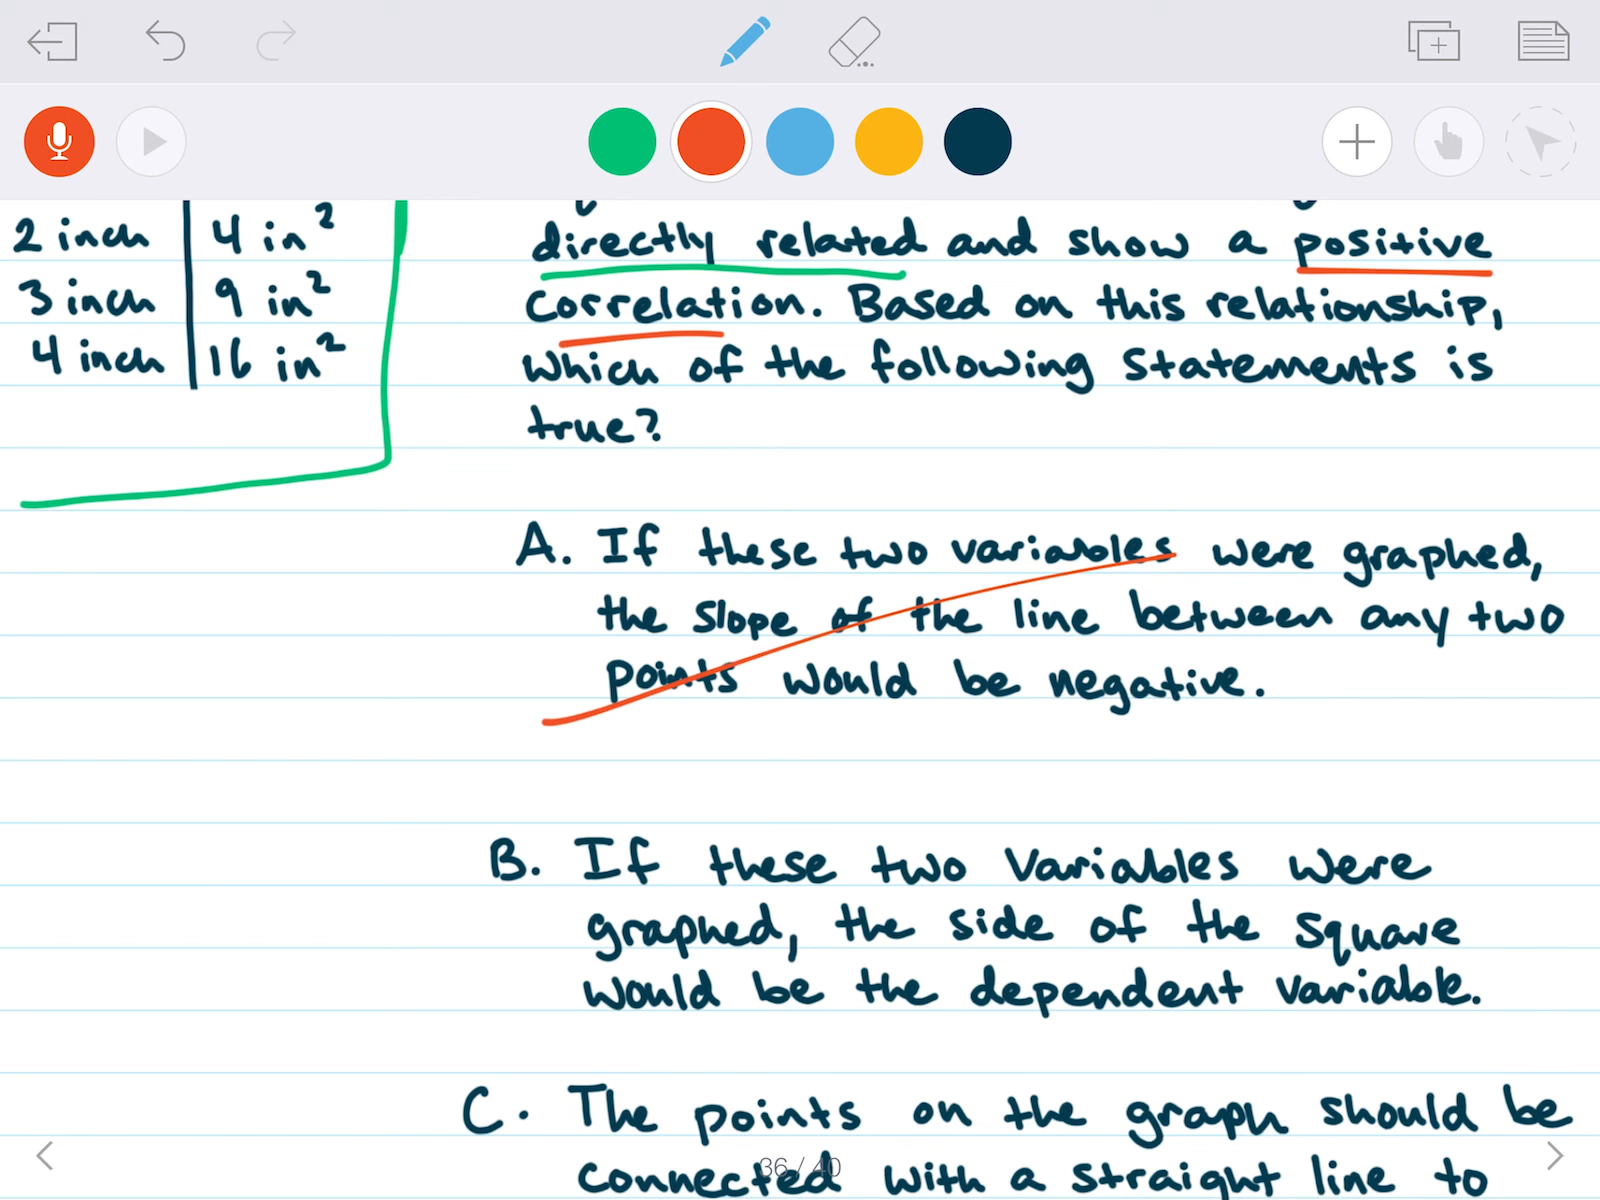 2 inch 4 in²
3 inch 9 in²
4 inch 16 in²
directly related and show a positive
correlation. Based on this relationship,
which of the following statements is
true?
A. If these two variables were graphed,
the slope of the line between any two
points would be negative.
B. If these two variables were
graphed, the side of the square
would be the dependent variable.
C. The points on the graph should be
connected with a straight line to
36 / 40